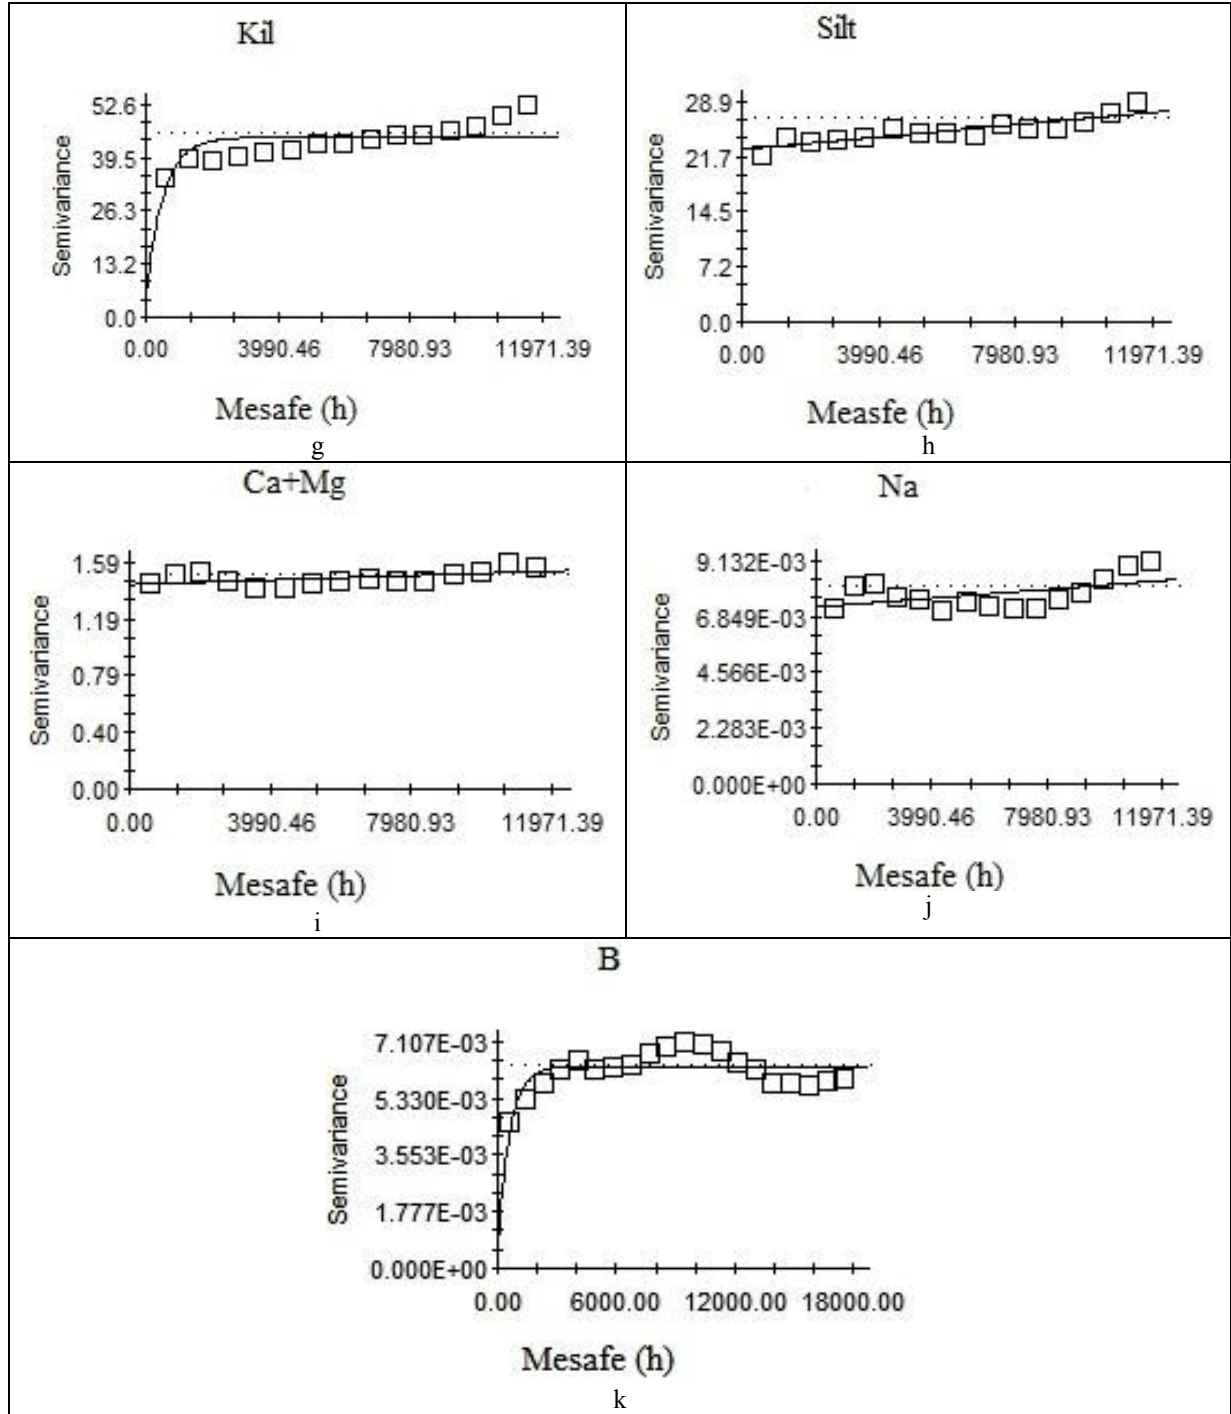 Kil
52.6
39.5
26.3
13.2
0.0
Semivariance
0.00 3990.46 7980.93 11971.39
Mesafe (h)
g
Silt
28.9
21.7
14.5
7.2
0.0
Semivariance
0.00 3990.46 7980.93 11971.39
Measfe (h)
h
Ca+Mg
1.59
1.19
0.79
0.40
0.00
Semivariance
0.00 3990.46 7980.93 11971.39
Mesafe (h)
i
Na
9.132E-03
6.849E-03
4.566E-03
2.283E-03
0.000E+00
Semivariance
0.00 3990.46 7980.93 11971.39
Mesafe (h)
j
B
7.107E-03
5.330E-03
3.553E-03
1.777E-03
0.000E+00
Semivariance
0.00 6000.00 12000.00 18000.00
Mesafe (h)
k